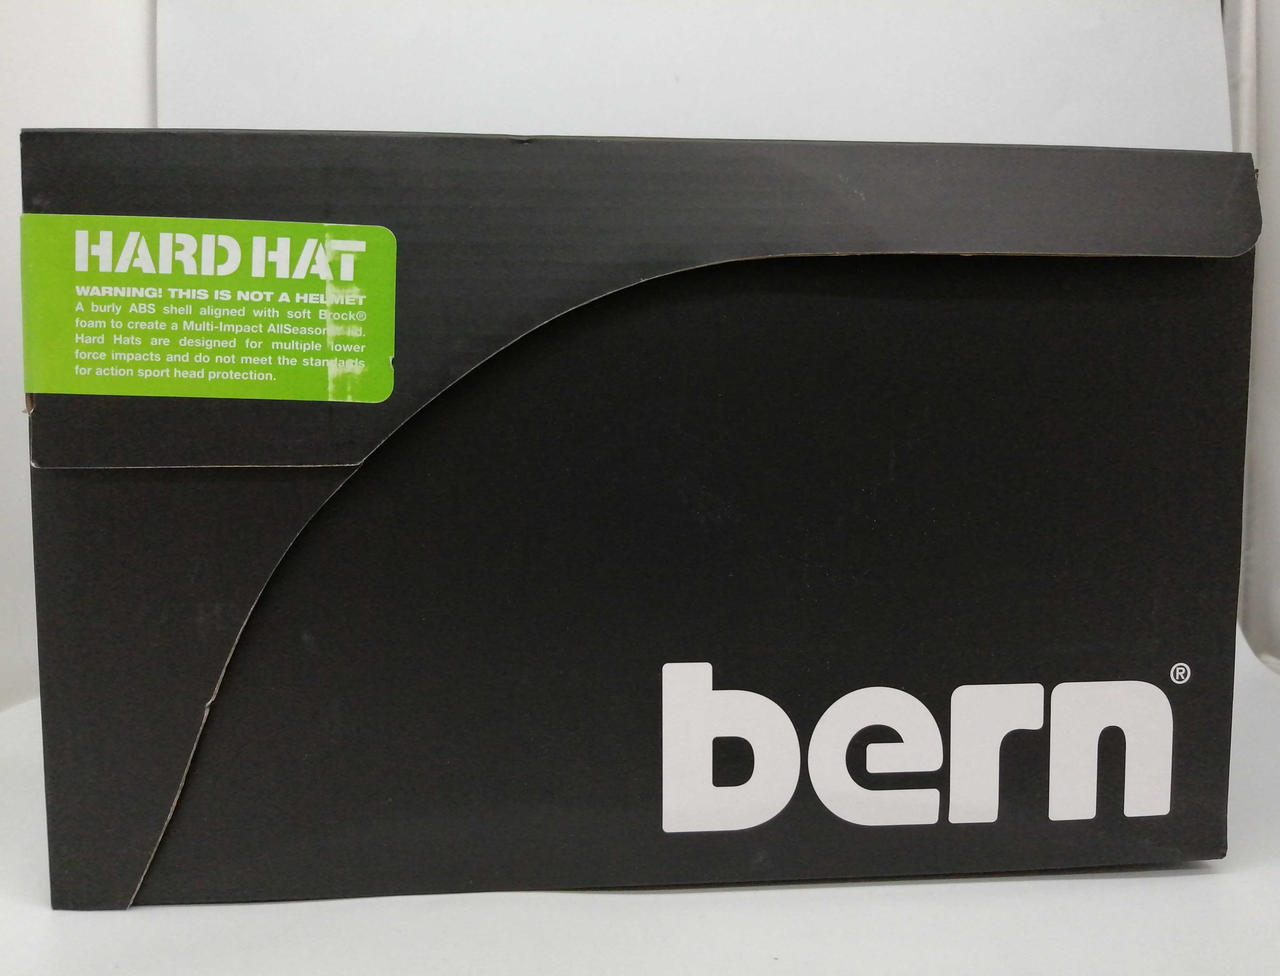 HARD HAT
WARNING! THIS IS NOT A HELMET
A burly ABS shell aligned with soft Brock®
foam to create a Multi-Impact AllSeason lid.
Hard Hats are designed for multiple lower
force impacts and do not meet the standards
for action sport head protection.
bern®